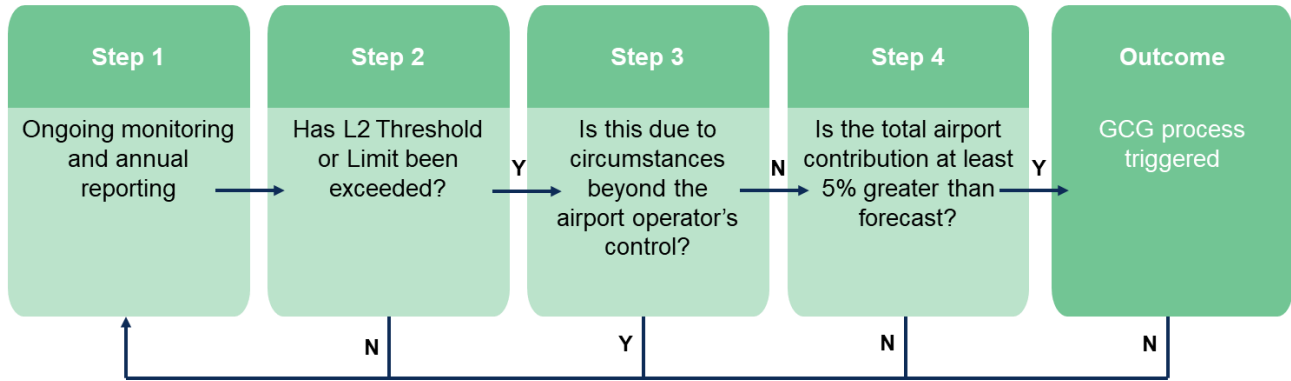 Step 1
Ongoing monitoring
and annual
reporting
Step 2
Has L2 Threshold
or Limit been
exceeded?
Y
Step 3
Is this due to
circumstances
beyond the
airport operator’s
control?
N
Step 4
Is the total airport
contribution at least
5% greater than
forecast?
Y
Outcome
GCG process
triggered
N
Y
N
N